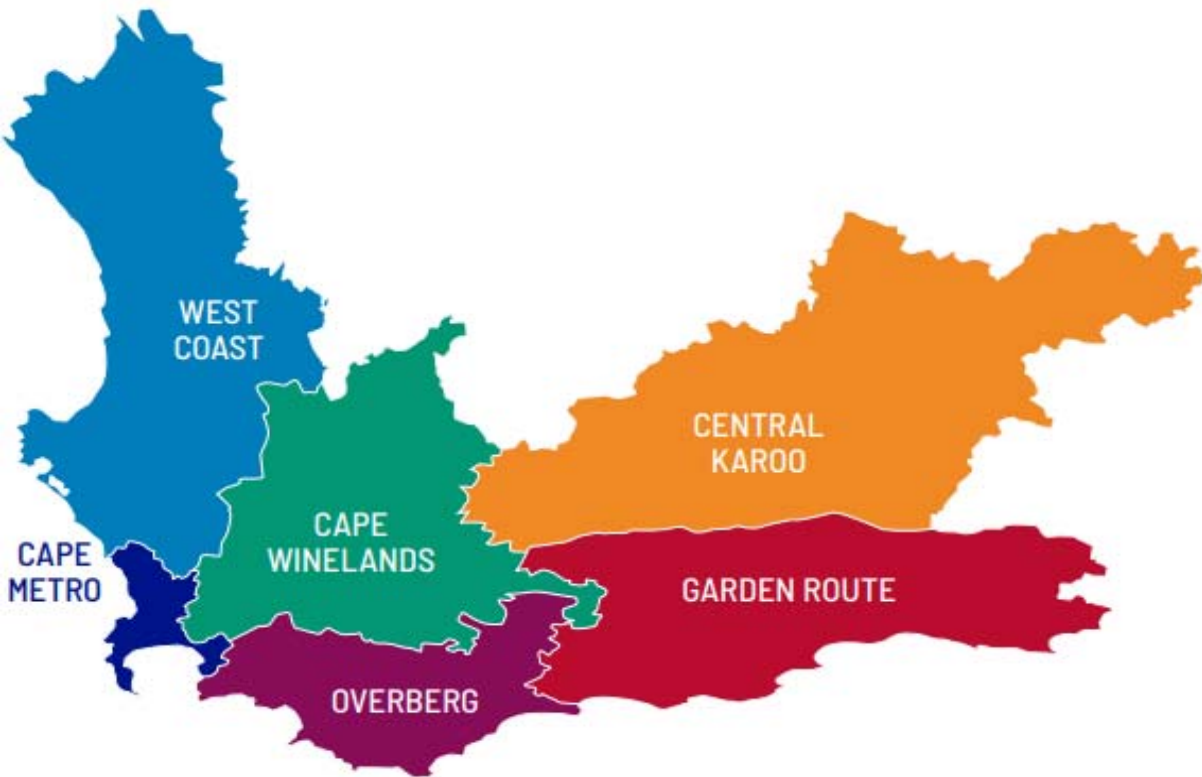 WEST
COAST
CENTRAL
KAROO
CAPE
WINELANDS
CAPE
METRO
GARDEN ROUTE
OVERBERG